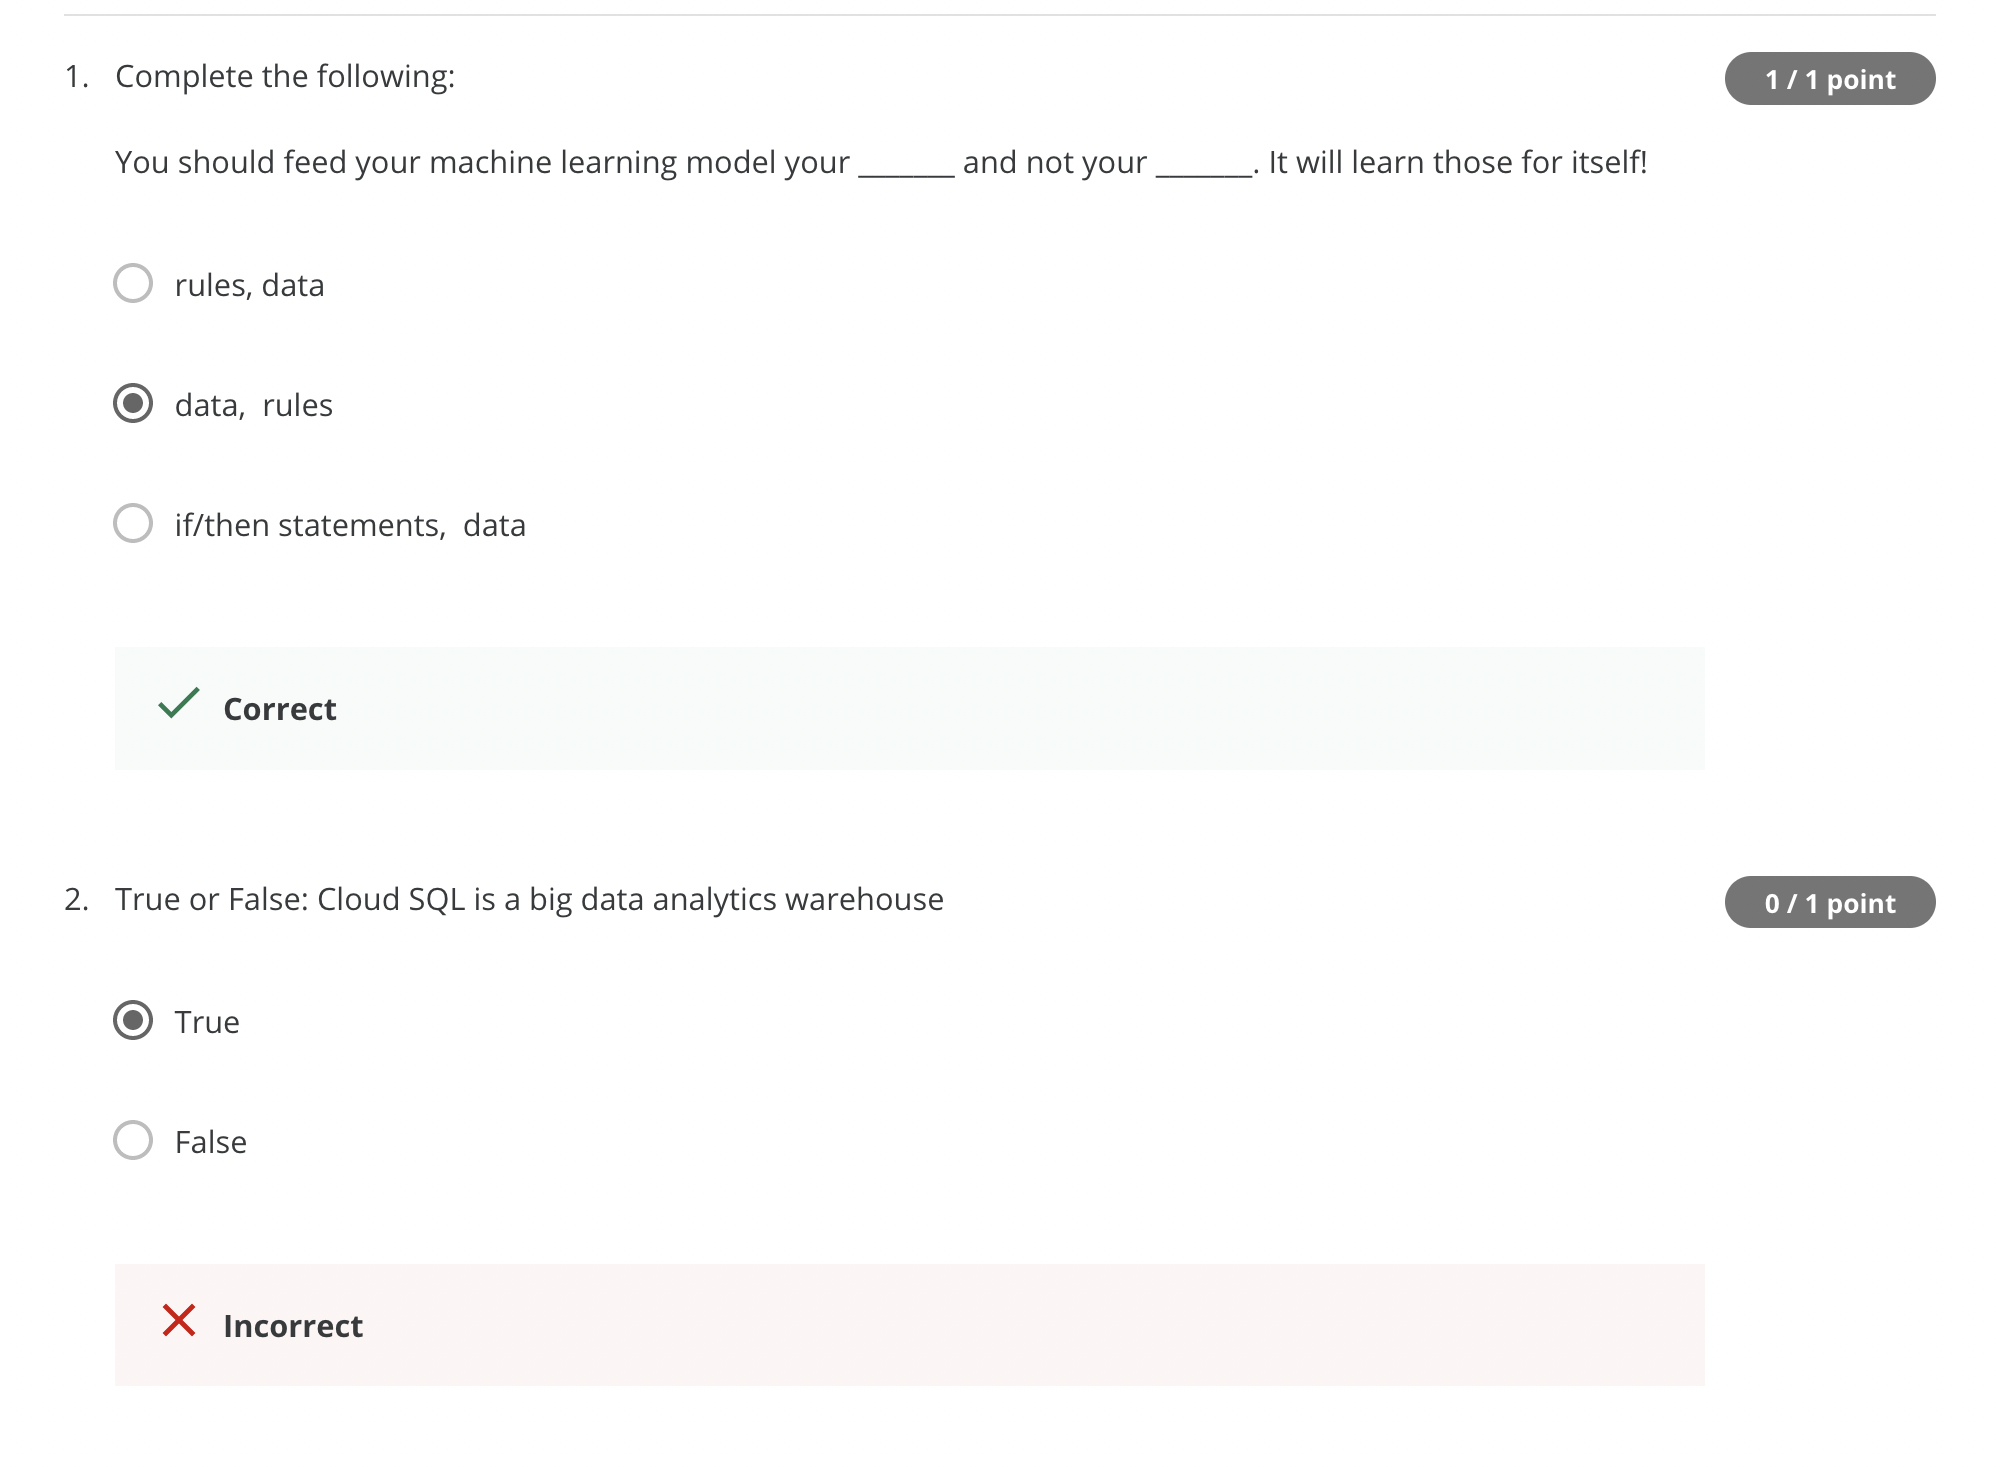 1. Complete the following:
1 / 1 point
You should feed your machine learning model your _______ and not your _______. It will learn those for itself!
rules, data
data,  rules
if/then statements,  data
Correct
2. True or False: Cloud SQL is a big data analytics warehouse
0 / 1 point
True
False
Incorrect